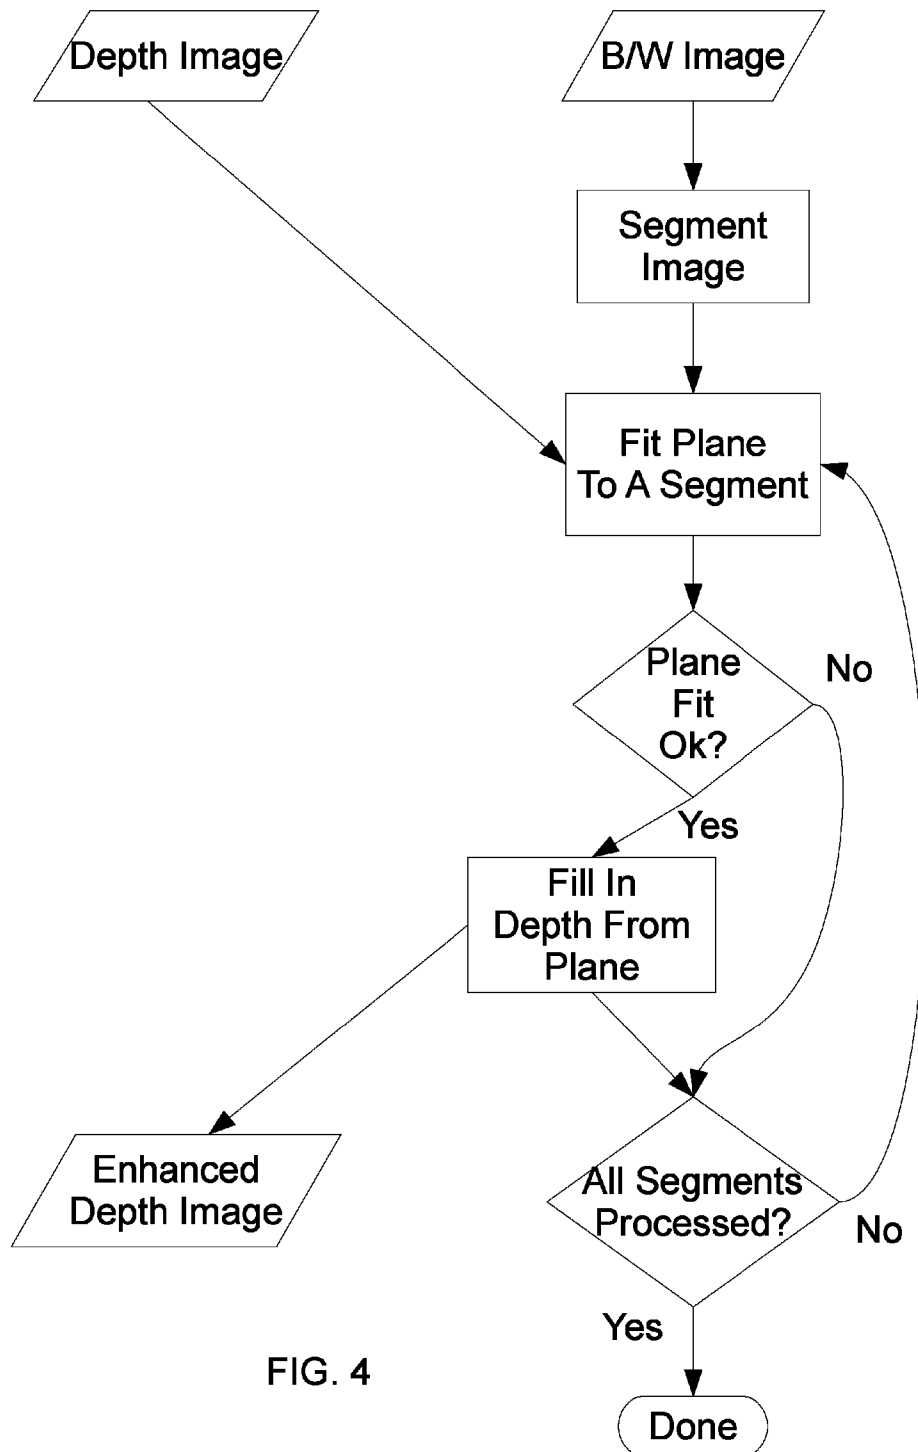 Depth Image
B/W Image
Segment
Image
Fit Plane
To A Segment
Plane
Fit
Ok?
No
Yes
Fill In
Depth From
Plane
Enhanced
Depth Image
All Segments
Processed?
No
Yes
FIG. 4
Done